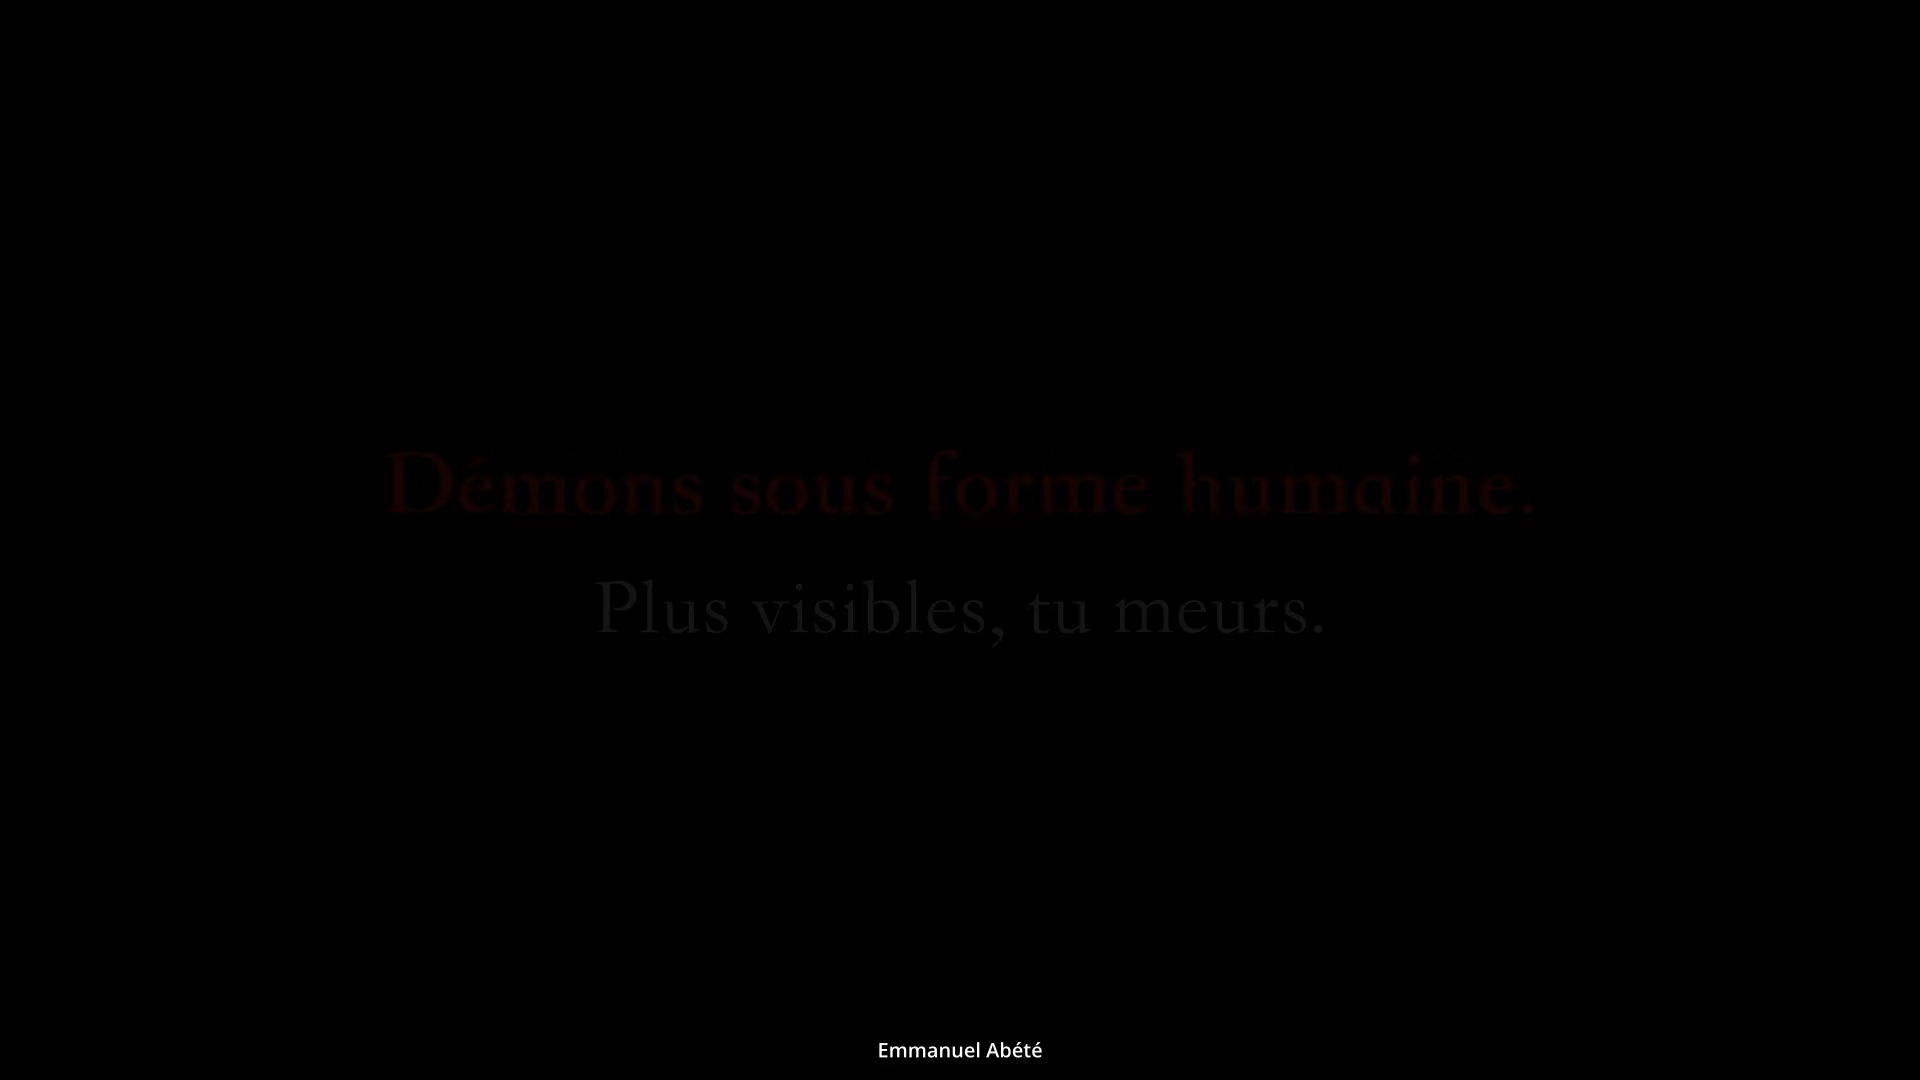 Démons sous forme humaine.
Plus visibles, tu meurs.
Emmanuel Abété